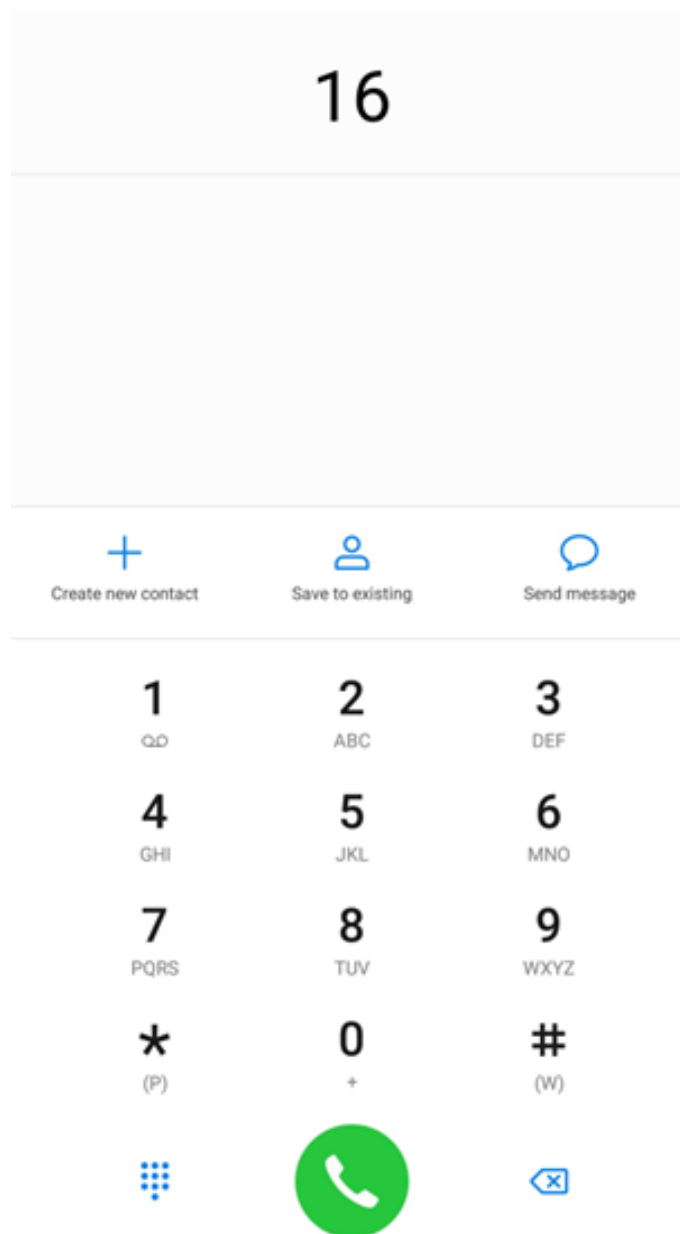 16
Create new contact Save to existing Send message
1 2 3
ABC DEF
4 5 6
GHI JKL MNO
7 8 9
PQRS TUV WXYZ
* 0 #
(P) + (W)